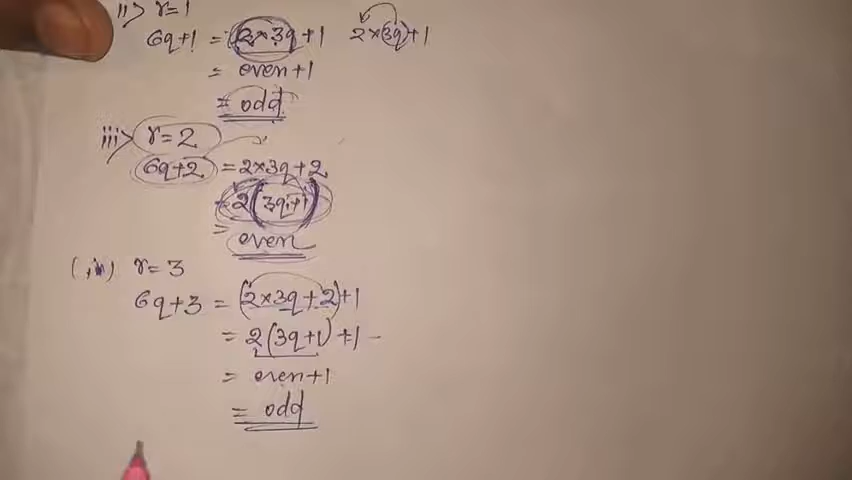 ii> r=1
6q+1 = (2×3q+1 2×(3q)+1
= even+1
= odd
iii> r=2
6q+2 = 2×3q+2
= 2(3q+1)
= even
(iv) r=3
6q+3 = (2×3q+2)+1
= 2(3q+1)+1
= even+1
= odd